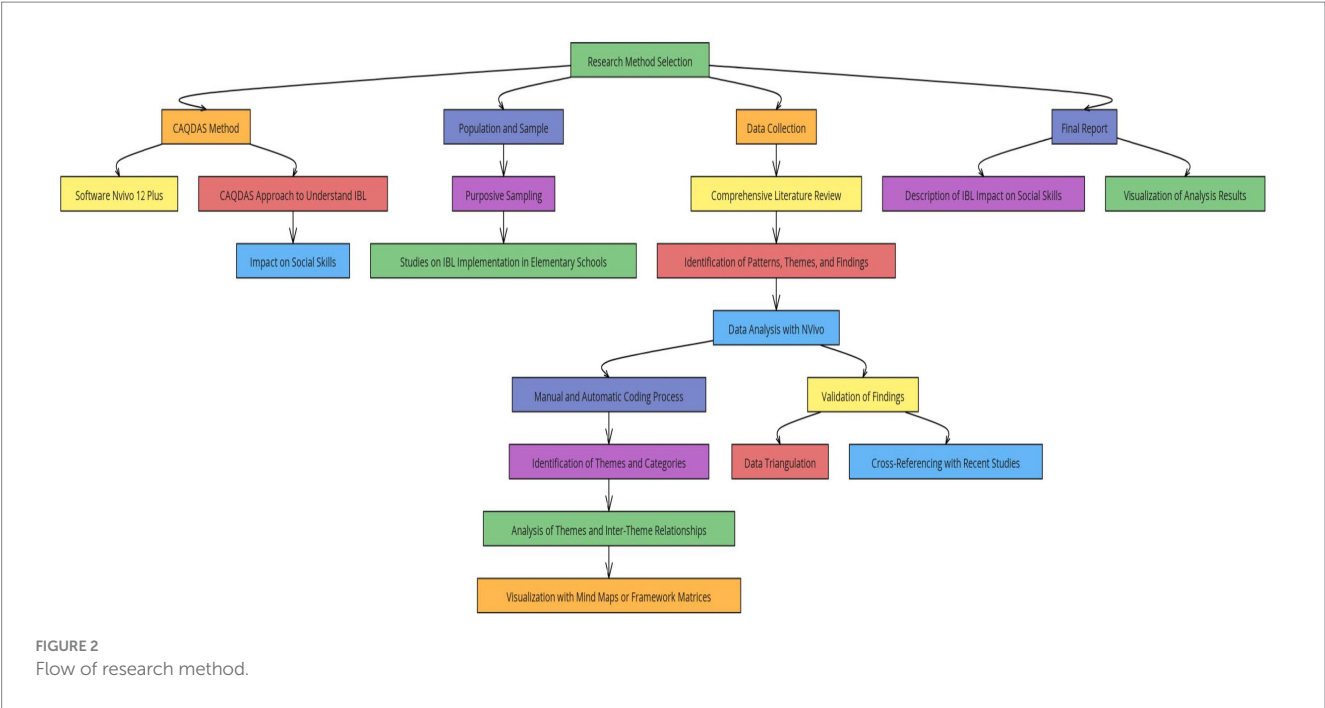 Research Method Selection
CAQDAS Method
Population and Sample
Data Collection
Final Report
Software Nvivo 12 Plus
CAQDAS Approach to Understand IBL
Purposive Sampling
Comprehensive Literature Review
Description of IBL Impact on Social Skills
Visualization of Analysis Results
Impact on Social Skills
Studies on IBL Implementation in Elementary Schools
Identification of Patterns, Themes, and Findings
Data Analysis with NVivo
Manual and Automatic Coding Process
Validation of Findings
Identification of Themes and Categories
Data Triangulation
Cross-Referencing with Recent Studies
Analysis of Themes and Inter-Theme Relationships
Visualization with Mind Maps or Framework Matrices
FIGURE 2
Flow of research method.